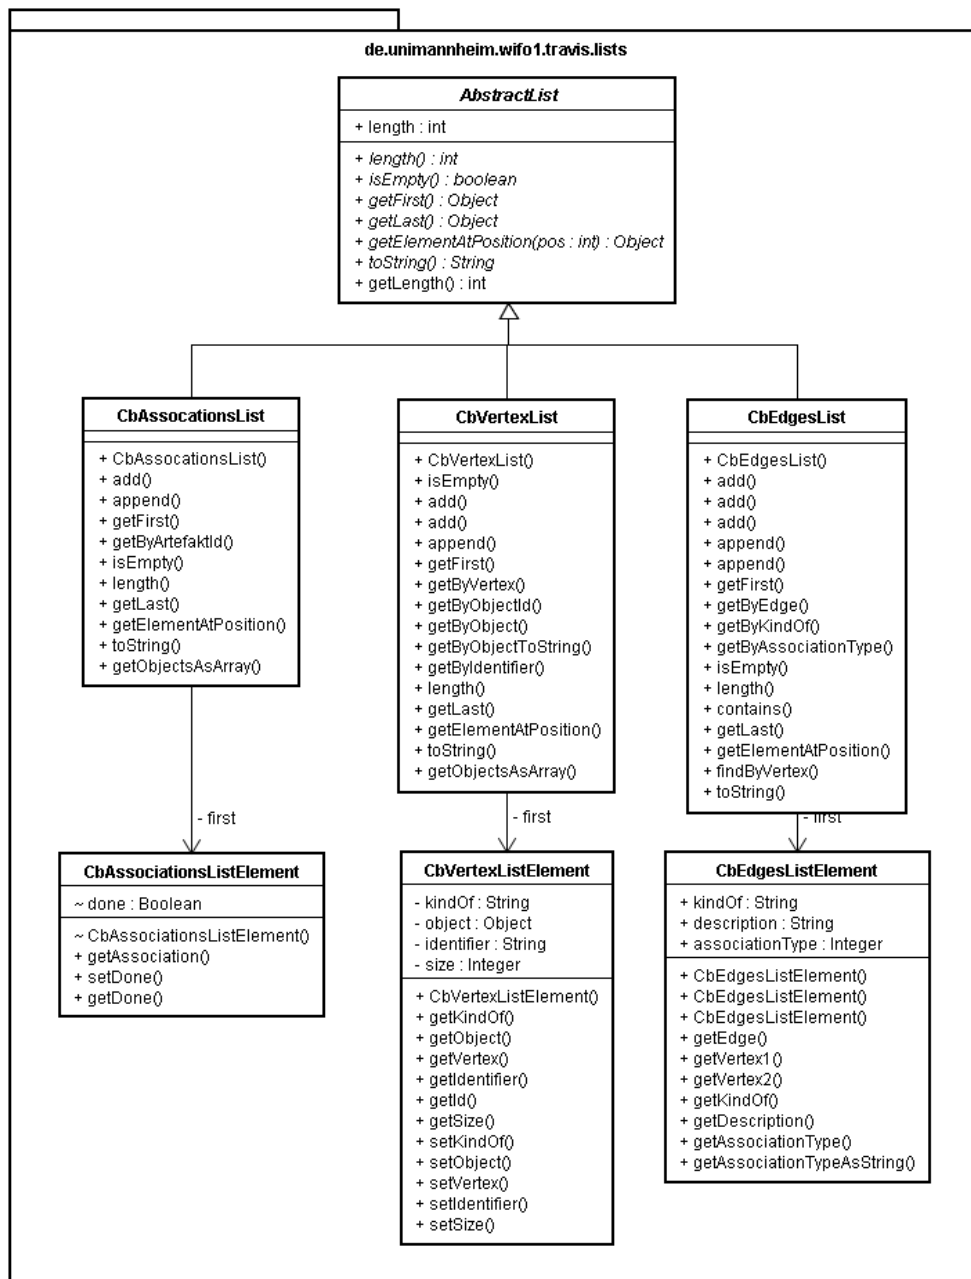 de.unimannheim.wifo1.travis.lists
AbstractList
+ length : int
+ length() : int
+ isEmpty() : boolean
+ getFirst() : Object
+ getLast() : Object
+ getElementAtPosition(pos : int) : Object
+ toString() : String
+ getLength() : int
CbAssocationsList
+ CbAssocationsList()
+ add()
+ append()
+ getFirst()
+ getByArtefaktId()
+ isEmpty()
+ length()
+ getLast()
+ getElementAtPosition()
+ toString()
+ getObjectsAsArray()
CbVertexList
+ CbVertexList()
+ isEmpty()
+ add()
+ add()
+ append()
+ getFirst()
+ getByVertex()
+ getByObjectId()
+ getByObject()
+ getByObjectToString()
+ getByIdentifier()
+ length()
+ getLast()
+ getElementAtPosition()
+ toString()
+ getObjectsAsArray()
CbEdgesList
+ CbEdgesList()
+ add()
+ add()
+ add()
+ append()
+ append()
+ getFirst()
+ getByEdge()
+ getByKindOf()
+ getByAssociationType()
+ isEmpty()
+ length()
+ contains()
+ getLast()
+ getElementAtPosition()
+ findByVertex()
+ toString()
- first
- first
- first
CbAssociationsListElement
~ done : Boolean
~ CbAssociationsListElement()
+ getAssociation()
+ setDone()
+ getDone()
CbVertexListElement
- kindOf : String
- object : Object
- identifier : String
- size : Integer
+ CbVertexListElement()
+ getKindOf()
+ getObject()
+ getVertex()
+ getIdentifier()
+ getId()
+ getSize()
+ setKindOf()
+ setObject()
+ setVertex()
+ setIdentifier()
+ setSize()
CbEdgesListElement
+ kindOf : String
+ description : String
+ associationType : Integer
+ CbEdgesListElement()
+ CbEdgesListElement()
+ CbEdgesListElement()
+ getEdge()
+ getVertex1()
+ getVertex2()
+ getKindOf()
+ getDescription()
+ getAssociationType()
+ getAssociationTypeAsString()